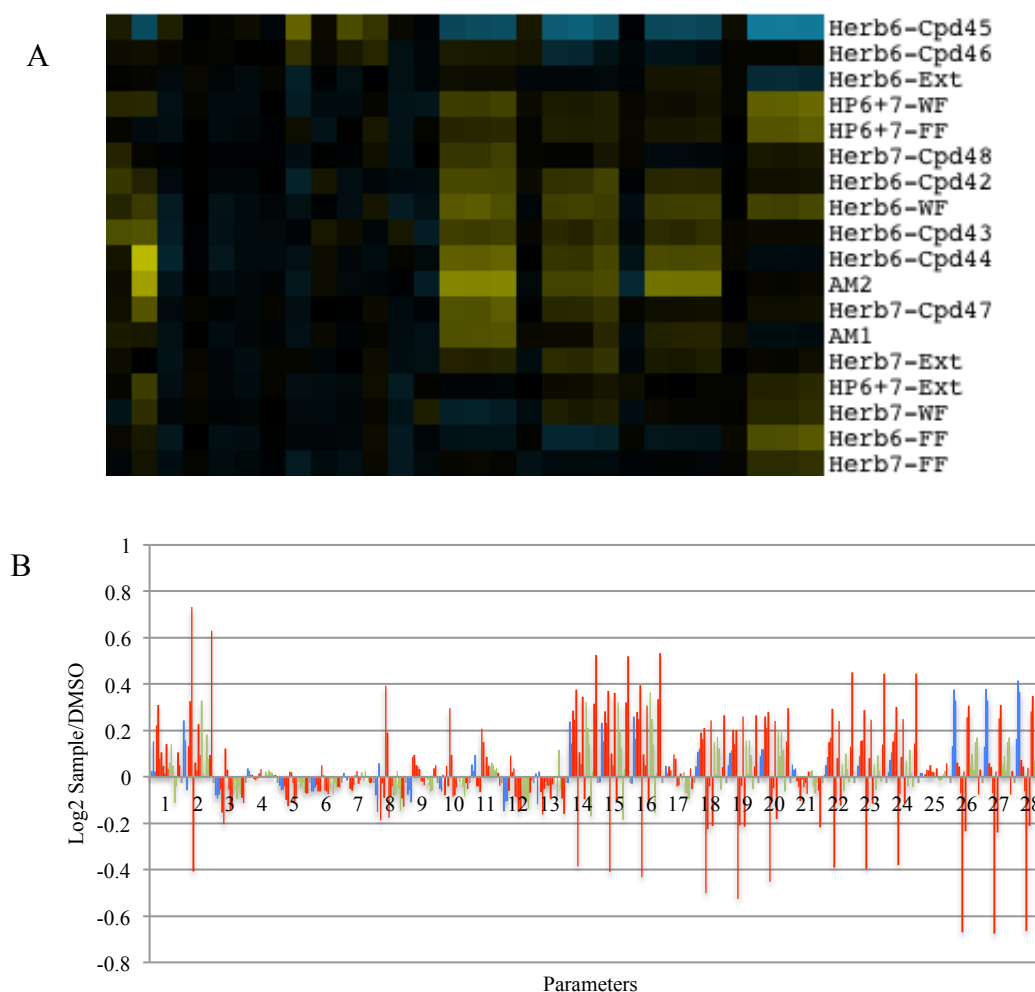 A
Herb6-Cpd45
Herb6-Cpd46
Herb6-Ext
HP6+7-WF
HP6+7-FF
Herb7-Cpd48
Herb6-Cpd42
Herb6-WF
Herb6-Cpd43
Herb6-Cpd44
AM2
Herb7-Cpd47
AM1
Herb7-Ext
HP6+7-Ext
Herb7-WF
Herb6-FF
Herb7-FF
B
Log2 Sample/DMSO
1
0.8
0.6
0.4
0.2
0
-0.2
-0.4
-0.6
-0.8
1 2 3 4 5 6 7 8 9 10 11 12 13 14 15 16 17 18 19 20 21 22 23 24 25 26 27 28
Parameters